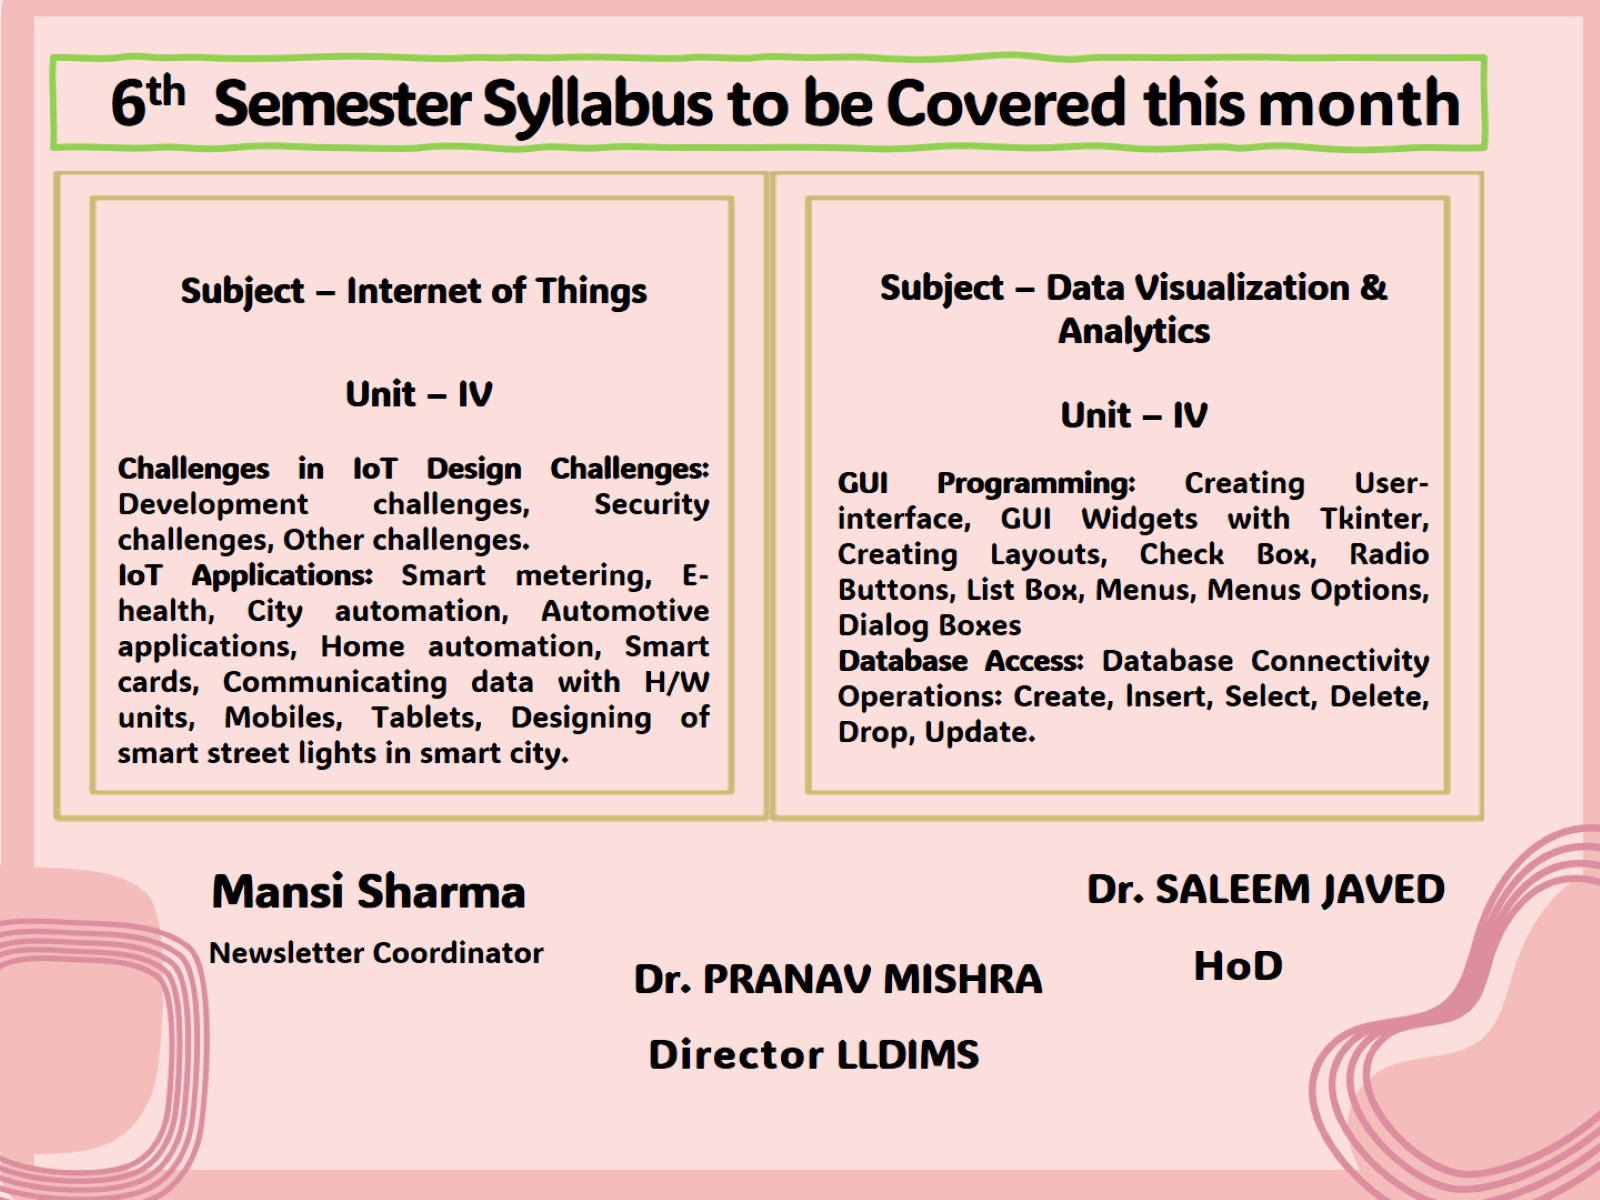 6th Semester Syllabus to be Covered this month
Subject – Internet of Things
Unit – IV
Challenges in IoT Design Challenges:
Development challenges, Security
challenges, Other challenges.
IoT Applications: Smart metering, E-
health, City automation, Automotive
applications, Home automation, Smart
cards, Communicating data with H/W
units, Mobiles, Tablets, Designing of
smart street lights in smart city.
Subject – Data Visualization &
Analytics
Unit – IV
GUI Programming: Creating User-
interface, GUI Widgets with Tkinter,
Creating Layouts, Check Box, Radio
Buttons, List Box, Menus, Menus Options,
Dialog Boxes
Database Access: Database Connectivity
Operations: Create, lnsert, Select, Delete,
Drop, Update.
Mansi Sharma
Newsletter Coordinator
Dr. PRANAV MISHRA
Director LLDIMS
Dr. SALEEM JAVED
HoD